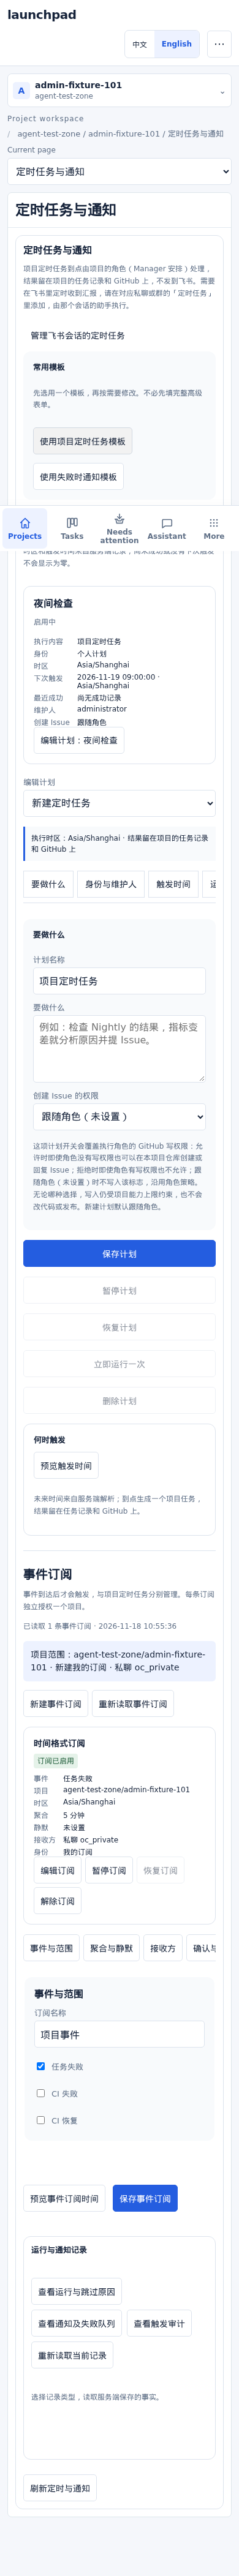 launchpad
中文
English
A
admin-fixture-101
agent-test-zone
Project workspace
/ agent-test-zone / admin-fixture-101 / 定时任务与通知
Current page
定时任务与通知
定时任务与通知
定时任务与通知
项目定时任务到点由项目的角色（Manager 安排）处理，
结果留在项目的任务记录和 GitHub 上，不发到飞书。需要
在飞书里定时收到汇报，请在对应私聊或群的「定时任务」
里添加，由那个会话的助手执行。
管理飞书会话的定时任务
常用模板
先选用一个模板，再按需要修改。不必先填完整高级
表单。
使用项目定时任务模板
使用失败时通知模板
Projects
Tasks
Needs
attention
Assistant
More
会不会显示为零。
夜间检查
启用中
执行内容 项目定时任务
身份 个人计划
时区 Asia/Shanghai
下次触发 2026-11-19 09:00:00 ·
Asia/Shanghai
最近成功 尚无成功记录
维护人 administrator
创建 Issue 跟随角色
编辑计划：夜间检查
编辑计划
新建定时任务
执行时区：Asia/Shanghai · 结果留在项目的任务记录
和 GitHub 上
要做什么
身份与维护人
触发时间
要做什么
计划名称
项目定时任务
要做什么
例如：检查 Nightly 的结果，指标变
差就分析原因并提 Issue。
创建 Issue 的权限
跟随角色（未设置）
这项计划开关会覆盖执行角色的 GitHub 写权限：允
许时即使角色没有写权限也可以在本项目仓库创建或
回复 Issue；拒绝时即使角色有写权限也不允许；跟
随角色（未设置）时不写入该标志，沿用角色策略。
无论哪种选择，写人仍受项目能力上限约束，也不会
改代码或发布。新建计划默认跟随角色。
保存计划
暂停计划
恢复计划
立即运行一次
删除计划
何时触发
预览触发时间
未来时间来自服务端解析；到点生成一个项目任务，
结果留在任务记录和 GitHub 上。
事件订阅
事件到达后才会触发，与项目定时任务分别管理。每条订阅
独立授权一个项目。
已读取 1 条事件订阅 · 2026-11-18 10:55:36
项目范围：agent-test-zone/admin-fixture-
101 · 新建我的订阅 · 私聊 oc_private
新建事件订阅
重新读取事件订阅
时间格式订阅
订阅已启用
事件 任务失败
项目 agent-test-zone/admin-fixture-101
时区 Asia/Shanghai
聚合 5 分钟
静默 未设置
接收方 私聊 oc_private
身份 我的订阅
编辑订阅
暂停订阅
恢复订阅
解除订阅
事件与范围
聚合与静默
接收方
确认与
事件与范围
订阅名称
项目事件
任务失败
CI 失败
CI 恢复
预览事件订阅时间
保存事件订阅
运行与通知记录
查看运行与跳过原因
查看通知及失败队列
查看触发审计
重新读取当前记录
选择记录类型，读取服务端保存的事实。
刷新定时与通知